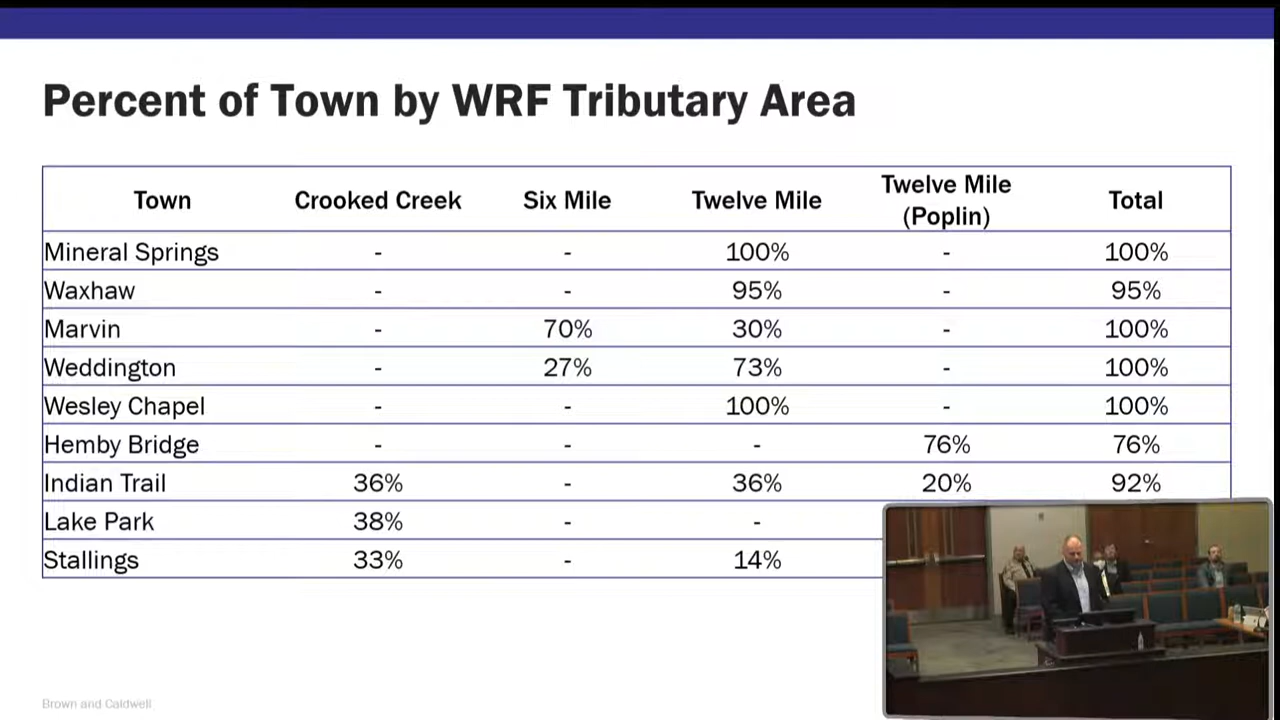 Percent of Town by WRF Tributary Area
Town Crooked Creek Six Mile Twelve Mile Twelve Mile (Poplin) Total
Mineral Springs - - 100% - 100%
Waxhaw - - 95% - 95%
Marvin - 70% 30% - 100%
Weddington - 27% 73% - 100%
Wesley Chapel - - 100% - 100%
Hemby Bridge - - - 76% 76%
Indian Trail 36% - 36% 20% 92%
Lake Park 38% - -
Stallings 33% - 14%
Brown and Caldwell